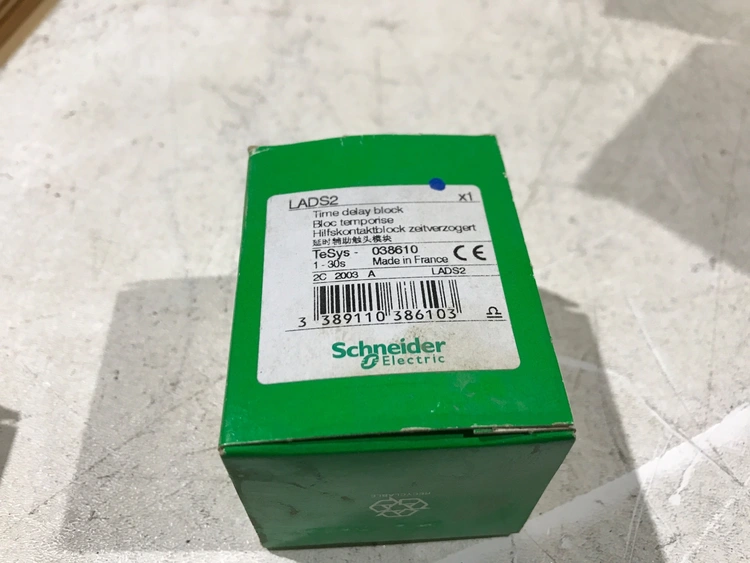 LADS2 x1
Time delay block
Bloc temporise
Hilfskontaktblock zeitverzogert
延时辅助触头模块
TeSys - 038610 CE
1 - 30s Made in France
2C 2003 A LADS2
3 389110 386103
Schneider
Electric